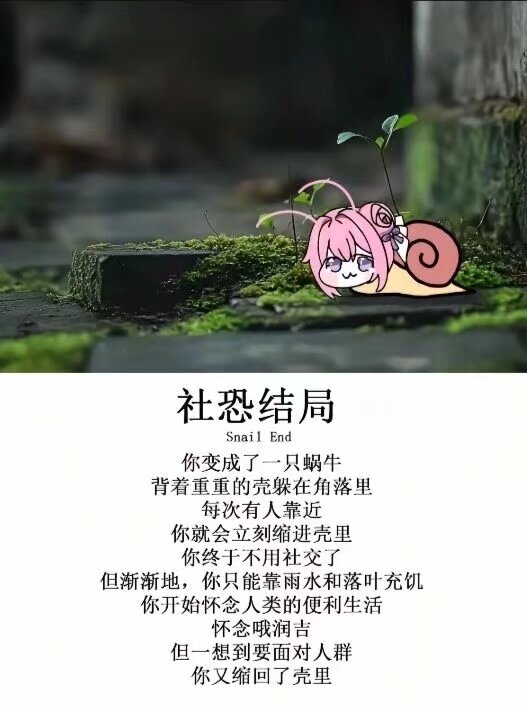 社恐结局
Snail End
你变成了一只蜗牛
背着重重的壳躲在角落里
每次有人靠近
你就会立刻缩进壳里
你终于不用社交了
但渐渐地，你只能靠雨水和落叶充饥
你开始怀念人类的便利生活
怀念哦润吉
但一想到要面对人群
你又缩回了壳里